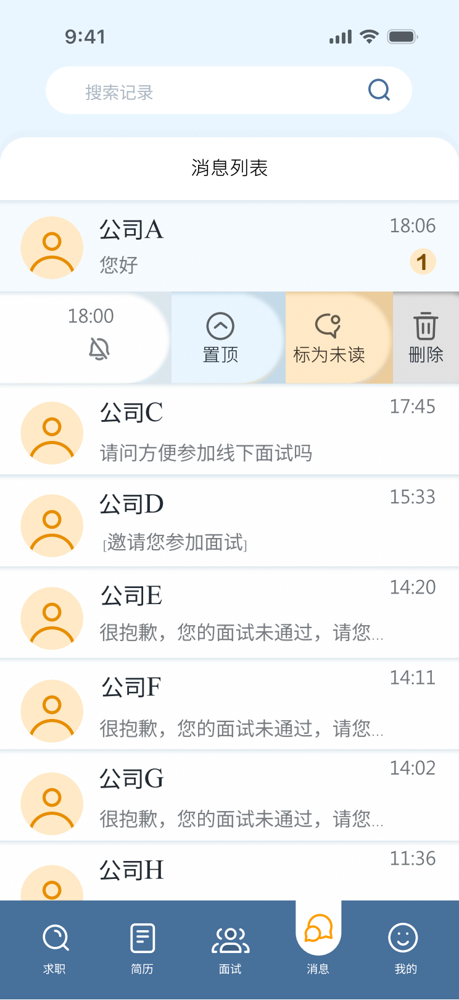 9:41
搜索记录
消息列表
公司A
18:06
您好
1
18:00
置顶
标为未读
删除
公司C
17:45
请问方便参加线下面试吗
公司D
15:33
[邀请您参加面试]
公司E
14:20
很抱歉，您的面试未通过，请您...
公司F
14:11
很抱歉，您的面试未通过，请您...
公司G
14:02
很抱歉，您的面试未通过，请您...
公司H
11:36
求职
简历
面试
消息
我的